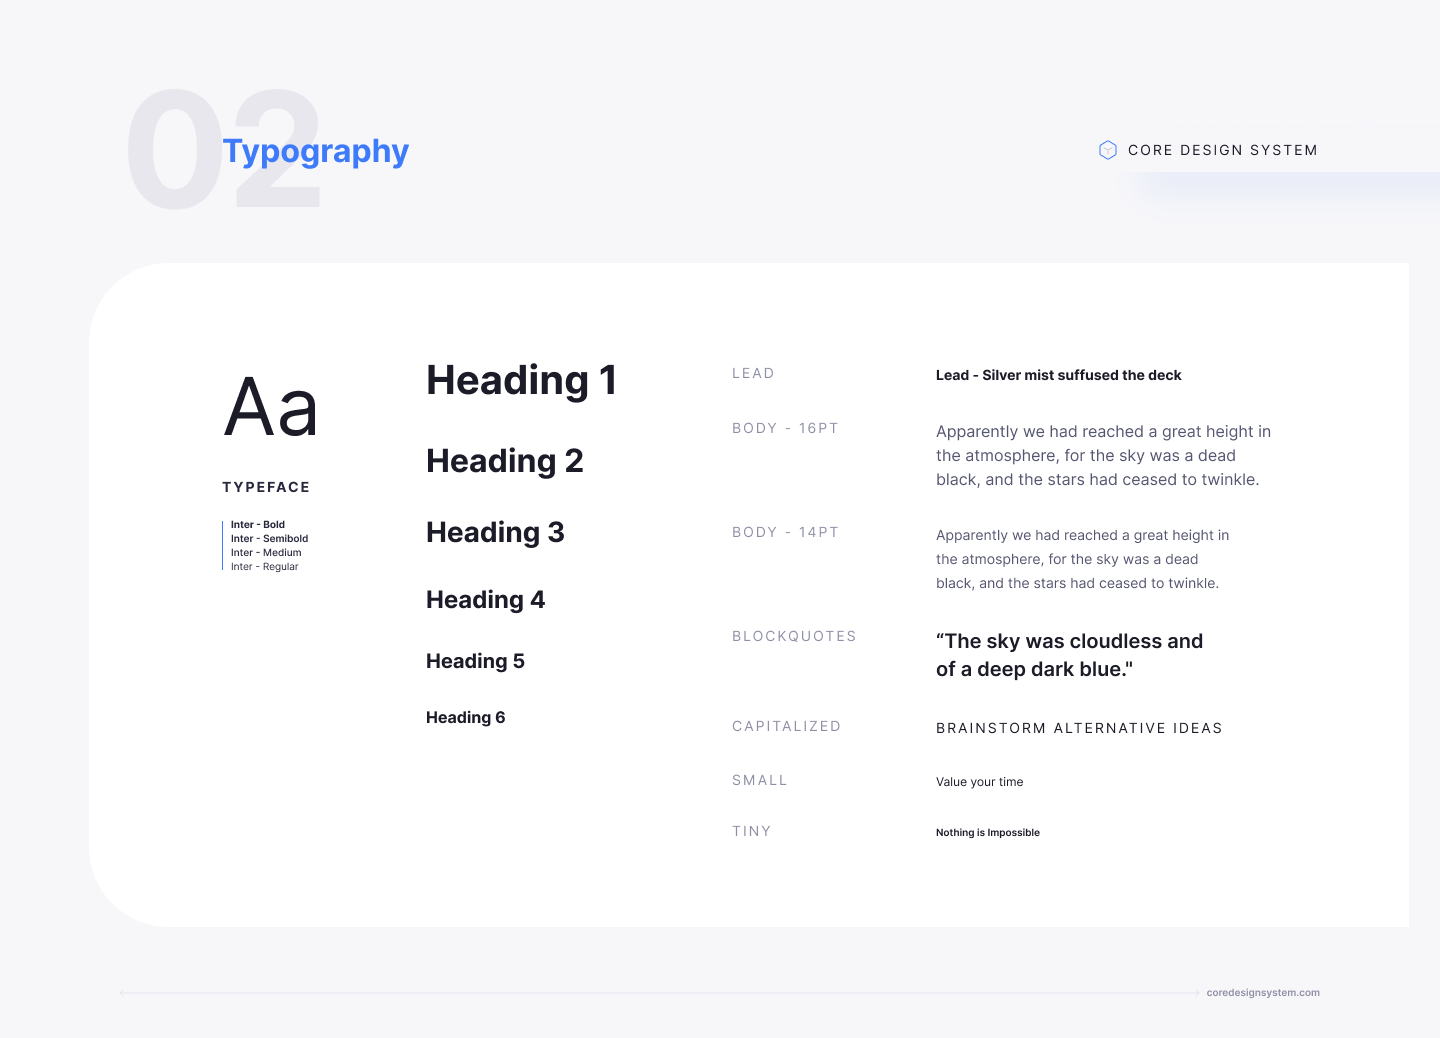 02
Typography
CORE DESIGN SYSTEM
Aa
TYPEFACE
Inter - Bold
Inter - Semibold
Inter - Medium
Inter - Regular
Heading 1
Heading 2
Heading 3
Heading 4
Heading 5
Heading 6
LEAD
Lead - Silver mist suffused the deck
BODY - 16PT
Apparently we had reached a great height in
the atmosphere, for the sky was a dead
black, and the stars had ceased to twinkle.
BODY - 14PT
Apparently we had reached a great height in
the atmosphere, for the sky was a dead
black, and the stars had ceased to twinkle.
BLOCKQUOTES
“The sky was cloudless and
of a deep dark blue."
CAPITALIZED
BRAINSTORM ALTERNATIVE IDEAS
SMALL
Value your time
TINY
Nothing is Impossible
coredesignsystem.com